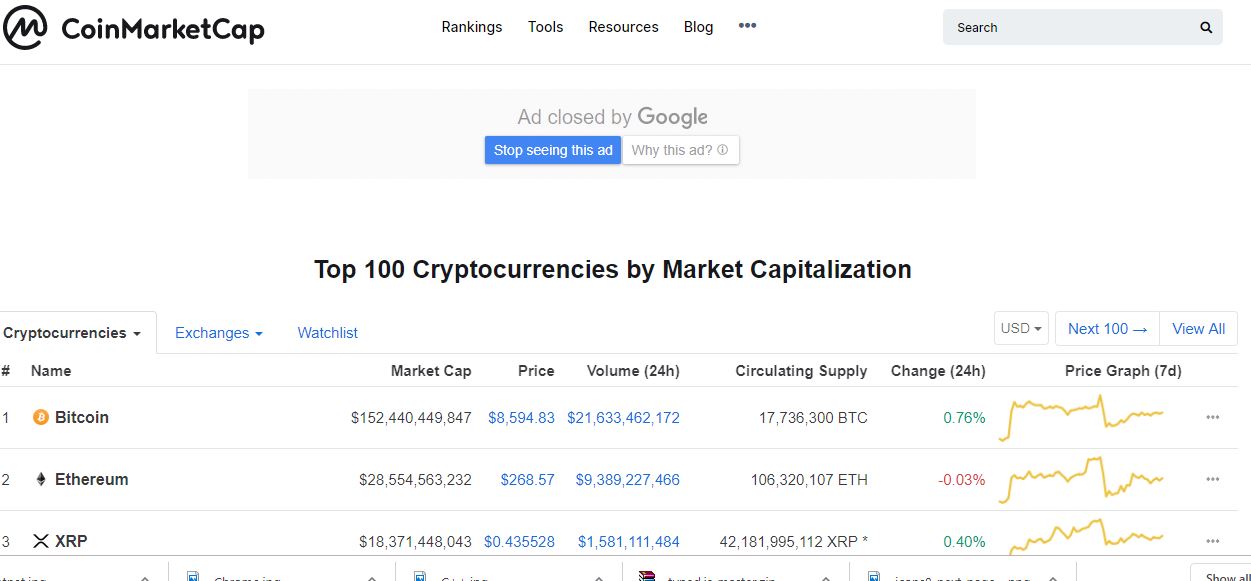 CoinMarketCap
Rankings Tools Resources Blog •••
Search
Ad closed by Google
Stop seeing this ad Why this ad?
Top 100 Cryptocurrencies by Market Capitalization
Cryptocurrencies Exchanges Watchlist USD Next 100 → View All
# Name Market Cap Price Volume (24h) Circulating Supply Change (24h) Price Graph (7d)
1 Bitcoin $152,440,449,847 $8,594.83 $21,633,462,172 17,736,300 BTC 0.76%
2 Ethereum $28,554,563,232 $268.57 $9,389,227,466 106,320,107 ETH -0.03%
3 XRP $18,371,448,043 $0.435528 $1,581,111,484 42,181,995,112 XRP * 0.40%
Show all